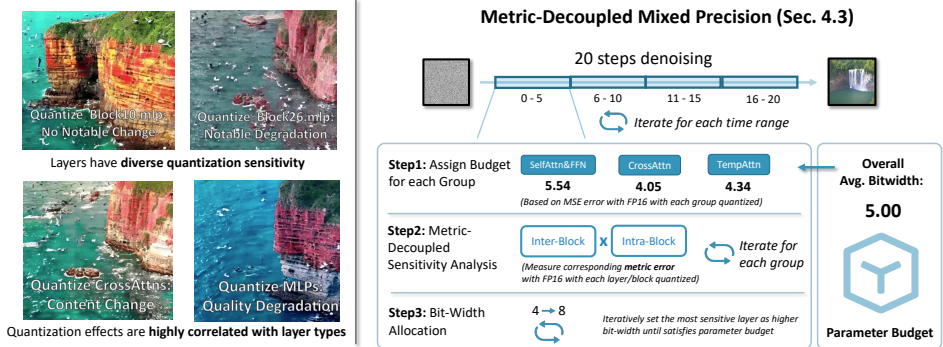 Quantize Block10.mlp:
No Notable Change
Quantize Block26.mlp:
Notable Degradation
Layers have diverse quantization sensitivity
Quantize CrossAttns:
Content Change
Quantize MLPs:
Quality Degradation
Quantization effects are highly correlated with layer types
Metric-Decoupled Mixed Precision (Sec. 4.3)
20 steps denoising
0 - 5
6 - 10
11 - 15
16 - 20
Iterate for each time range
Step1: Assign Budget
for each Group
SelfAttn&FFN
CrossAttn
TempAttn
5.54
4.05
4.34
(Based on MSE error with FP16 with each group quantized)
Step2: Metric-
Decoupled
Sensitivity Analysis
Inter-Block
x
Intra-Block
(Measure corresponding metric error
with FP16 with each layer/block quantized)
Iterate for
each group
Step3: Bit-Width
Allocation
4 → 8
Iteratively set the most sensitive layer as higher
bit-width until satisfies parameter budget
Overall
Avg. Bitwidth:
5.00
Parameter Budget